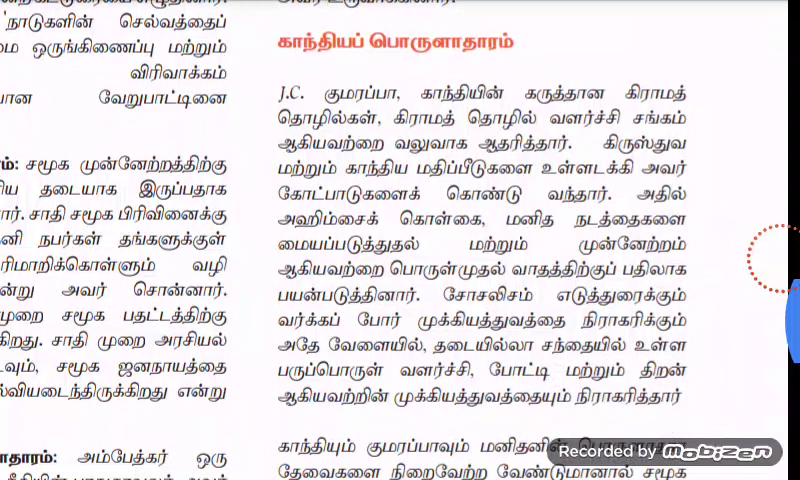 நாடுகளின் செல்வத்தைப்
ஒருங்கிணைப்பு மற்றும்
விரிவாக்கம்
வேறுபாட்டினை
சமூக முன்னேற்றத்திற்கு
தடையாக இருப்பதாக
சாதி சமூக பிரிவினைக்கு
நபர்கள் தங்களுக்குள்
வழி
அவர் சொன்னார்.
சமூக பதட்டத்திற்கு
சாதி முறை அரசியல்
சமூக ஜனநாயத்தை
என்று
அம்பேத்கர் ஒரு
காந்தியப் பொருளாதாரம்
J.C. குமரப்பா, காந்தியின் கருத்தான கிராமத்
தொழில்கள், கிராமத் தொழில் வளர்ச்சி சங்கம்
ஆகியவற்றை வலுவாக ஆதரித்தார். கிருஸ்துவ
மற்றும் காந்திய மதிப்பீடுகளை உள்ளடக்கி அவர்
கோட்பாடுகளைக் கொண்டு வந்தார். அதில்
அஹிம்சைக் கொள்கை, மனித நடத்தைகளை
மையப்படுத்துதல் மற்றும் முன்னேற்றம்
ஆகியவற்றை பொருள்முதல் வாதத்திற்குப் பதிலாக
பயன்படுத்தினார். சோசலிசம் எடுத்துரைக்கும்
வர்க்கப் போர் முக்கியத்துவத்தை நிராகரிக்கும்
அதே வேளையில், தடையில்லா சந்தையில் உள்ள
பருப்பொருள் வளர்ச்சி, போட்டி மற்றும் திறன்
ஆகியவற்றின் முக்கியத்துவத்தையும் நிராகரித்தார்
காந்தியும் குமரப்பாவும் மனிதனின்
தேவைகளை நிறைவேற்ற வேண்டுமானால் சமூக
Recorded by mobizen